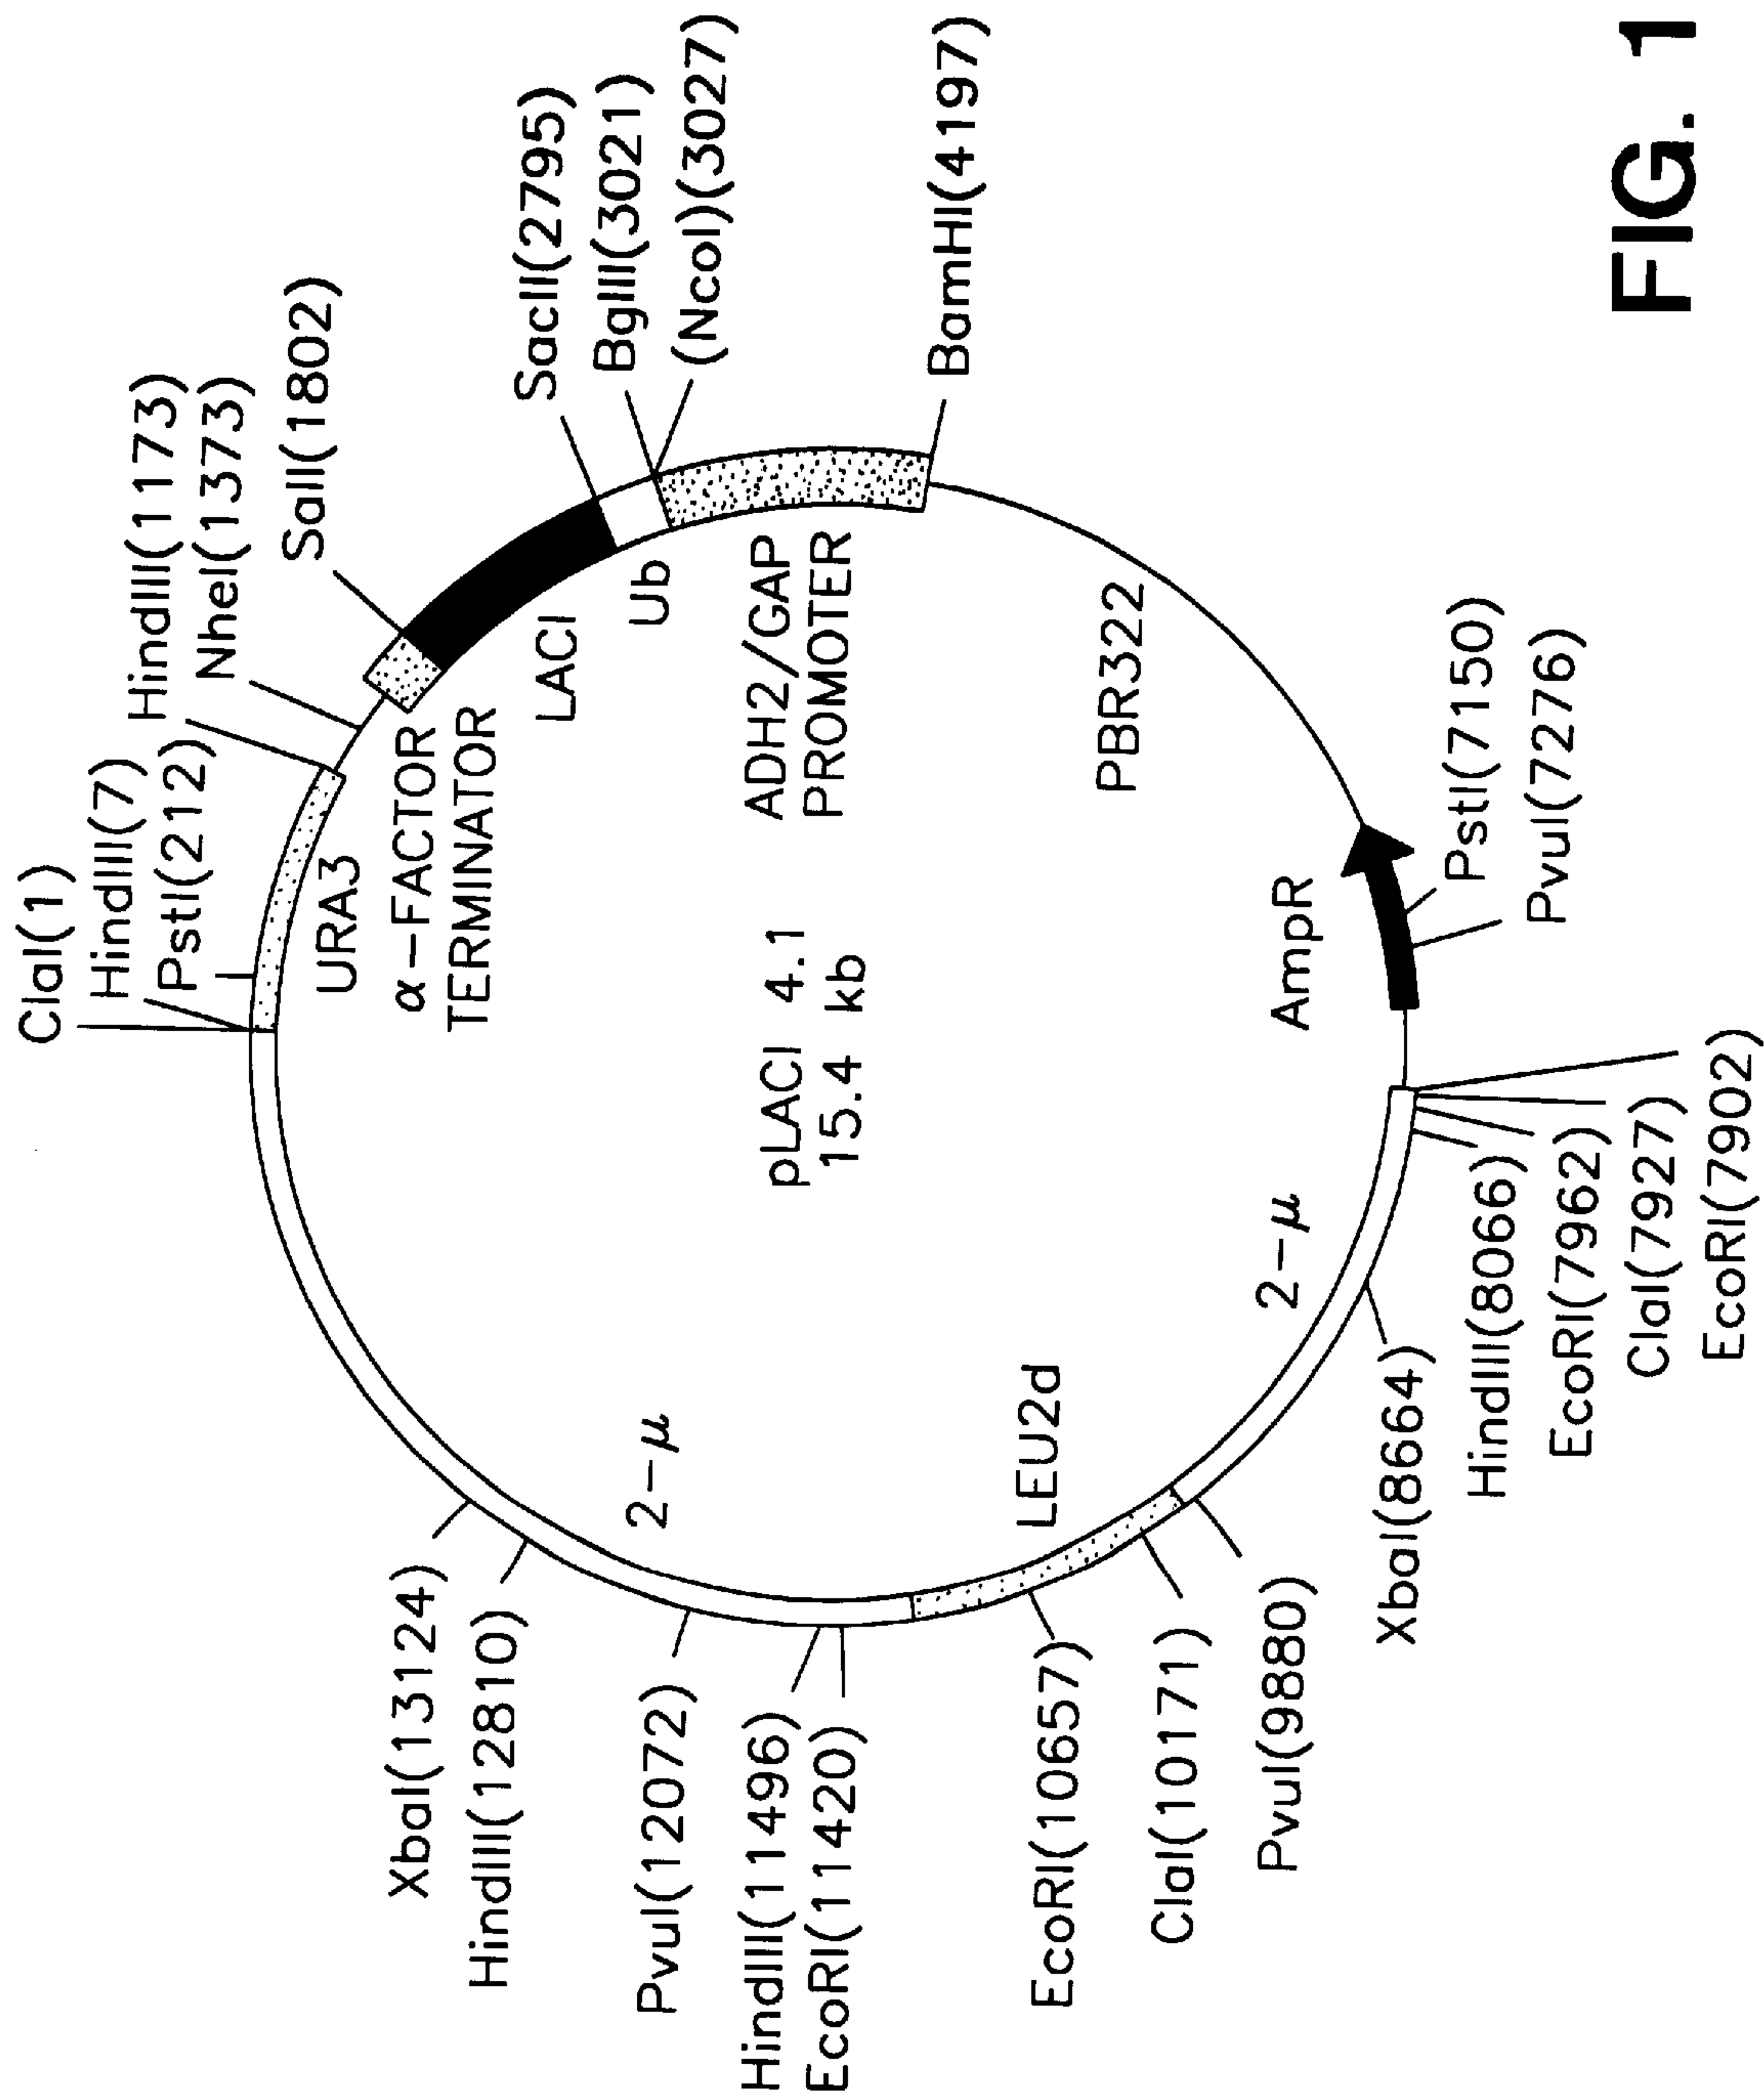 ClaI(1)
HindIII(7)
PstI(212)
HindIII(1173)
NheI(1373)
SalI(1802)
SacII(2795)
BglII(3021)
(NcoI)(3027)
BamHI(4197)
PstI(7150)
PvuI(7276)
EcoRI(7902)
ClaI(7927)
EcoRI(7962)
HindIII(8066)
XbaI(8664)
PvuI(9880)
ClaI(10171)
EcoRI(10657)
EcoRI(11420)
HindIII(11496)
PvuI(12072)
HindIII(12810)
XbaI(13124)
URA3
α-FACTOR
TERMINATOR
LACI
Ub
ADH2/GAP
PROMOTER
PBR322
AmpR
2-μ
LEU2d
2-μ
pLACI 4.1
15.4 kb
FIG. 1